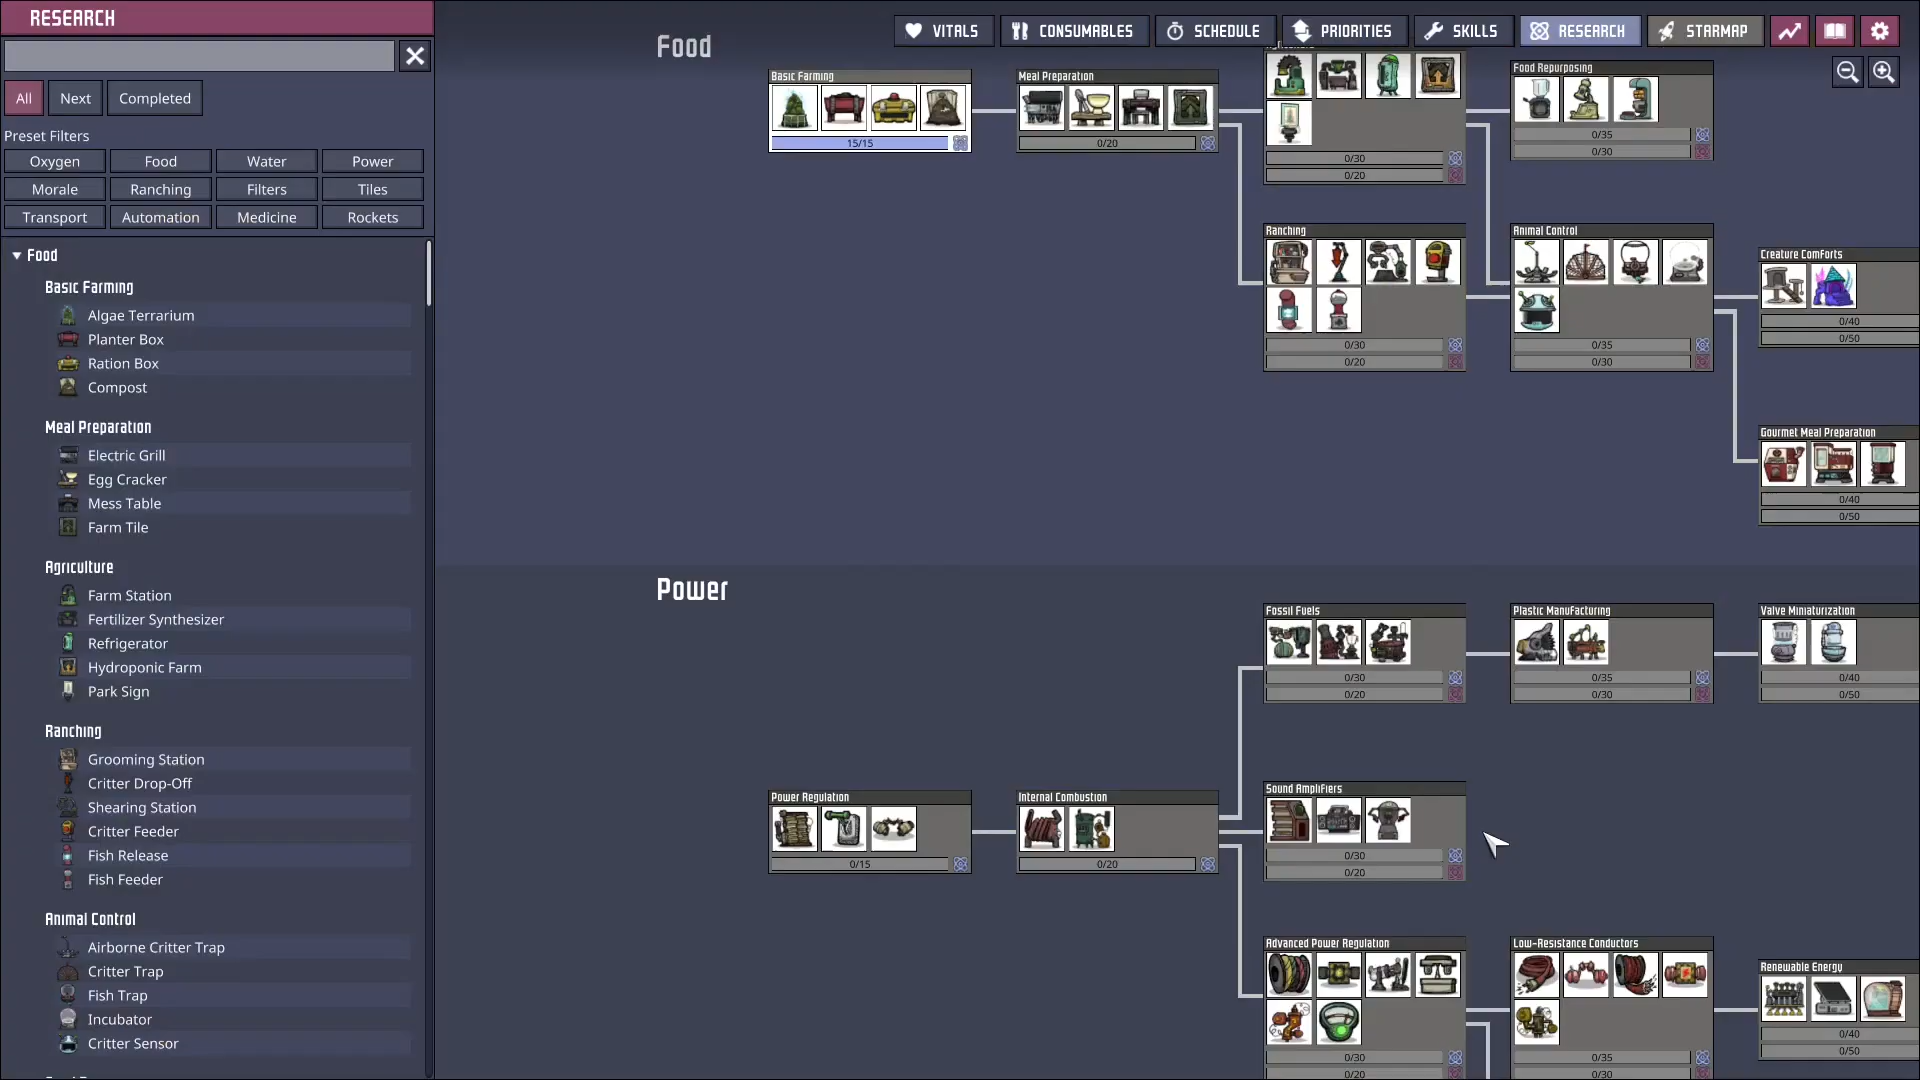 RESEARCH
All
Next
Completed
Preset Filters
Oxygen
Food
Water
Power
Morale
Ranching
Filters
Tiles
Transport
Automation
Medicine
Rockets
Food
Basic Farming
Algae Terrarium
Planter Box
Ration Box
Compost
Meal Preparation
Electric Grill
Egg Cracker
Mess Table
Farm Tile
Agriculture
Farm Station
Fertilizer Synthesizer
Refrigerator
Hydroponic Farm
Park Sign
Ranching
Grooming Station
Critter Drop-Off
Shearing Station
Critter Feeder
Fish Release
Fish Feeder
Animal Control
Airborne Critter Trap
Critter Trap
Fish Trap
Incubator
Critter Sensor
VITALS
CONSUMABLES
SCHEDULE
PRIORITIES
SKILLS
RESEARCH
STARMAP
Food
Basic Farming
15/15
Meal Preparation
0/20
0/30
0/20
Food Repurposing
0/35
0/30
Ranching
0/30
0/20
Animal Control
0/35
0/30
Creature Comforts
0/40
0/50
Gourmet Meal Preparation
0/40
0/50
Power
Fossil Fuels
0/30
0/20
Plastic Manufacturing
0/35
0/30
Valve Miniaturization
0/40
0/50
Power Regulation
0/15
Internal Combustion
0/20
Sound Amplifiers
0/30
0/20
Advanced Power Regulation
0/30
0/20
Low-Resistance Conductors
0/35
0/30
Renewable Energy
0/40
0/50